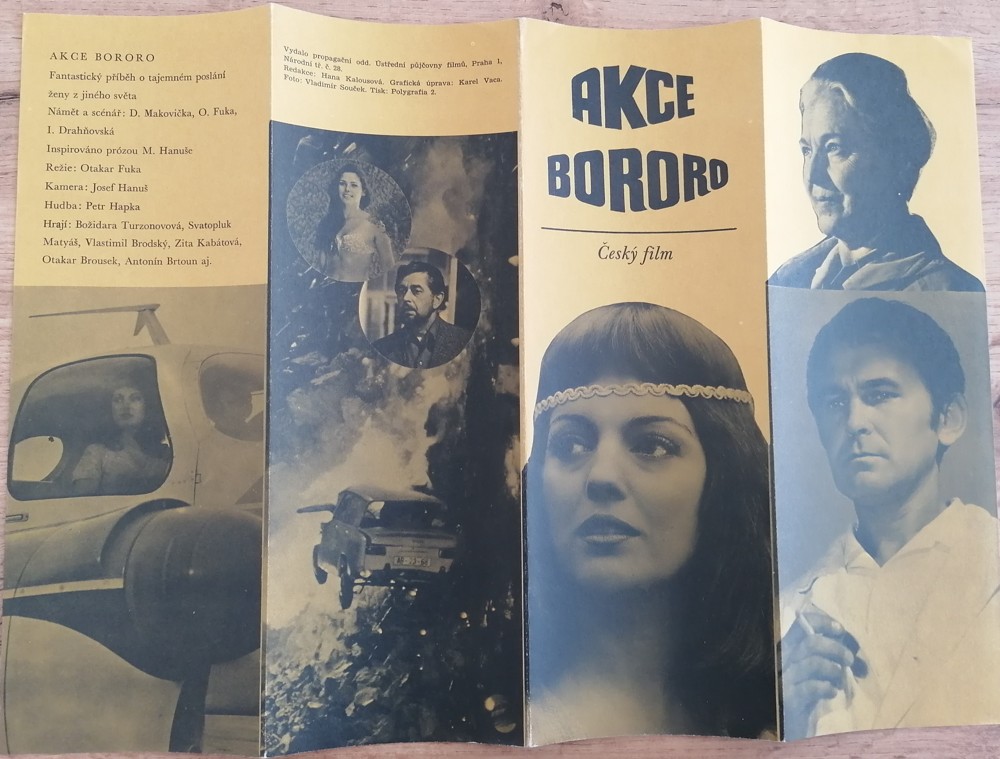 AKCE BORORO
Fantastický příběh o tajemném poslání
ženy z jiného světa
Námět a scénář: D. Makovička, O. Fuka,
I. Drahňovská
Inspirováno prózou M. Hanuše
Režie: Otakar Fuka
Kamera: Josef Hanuš
Hudba: Petr Hapka
Hrají: Božidara Turzonovová, Svatopluk
Matyáš, Vlastimil Brodský, Zita Kabátová,
Otakar Brousek, Antonín Brtoun aj.
Vydalo propagační odd. Ústřední půjčovny filmů, Praha 1,
Národní tř. č. 28.
Redakce: Hana Kalousová. Grafická úprava: Karel Vaca.
Foto: Vladimír Souček. Tisk: Polygrafia 2.
AKCE
BORORO
Český film